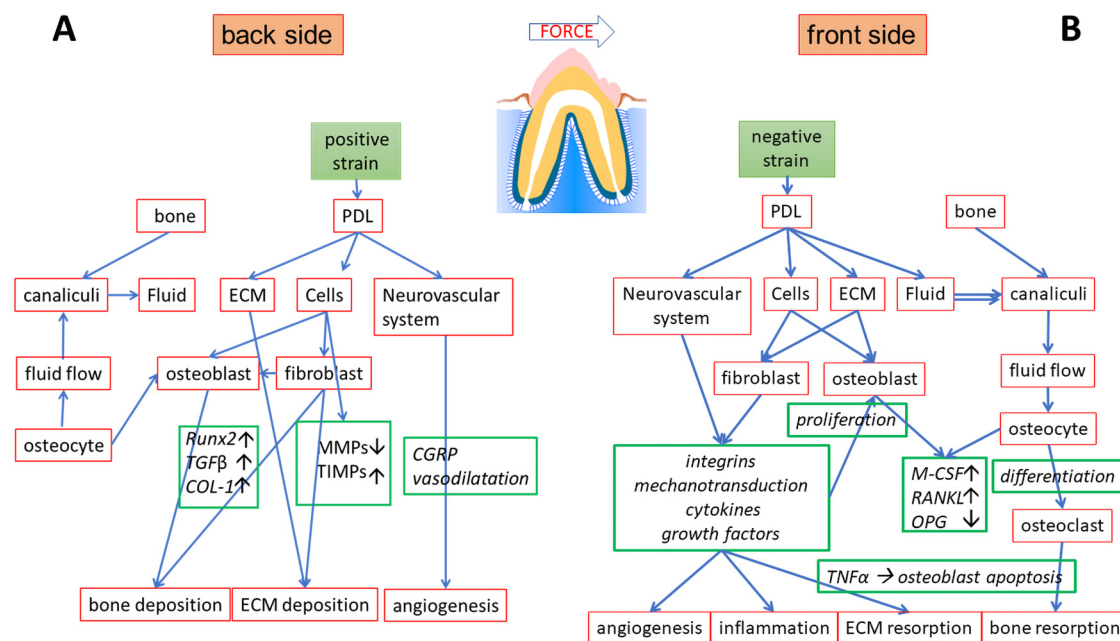 A
back side
FORCE
front side
B
positive
strain
PDL
bone
canaliculi
Fluid
ECM
Cells
Neurovascular
system
fluid flow
osteoblast
fibroblast
osteocyte
Runx2↑
TGFβ ↑
COL-1↑
MMPs↓
TIMPs↑
CGRP
vasodilatation
bone deposition
ECM deposition
angiogenesis
negative
strain
PDL
bone
Neurovascular
system
Cells
ECM
Fluid
canaliculi
fibroblast
osteoblast
fluid flow
proliferation
osteocyte
integrins
mechanotransduction
cytokines
growth factors
M-CSF↑
RANKL↑
OPG ↓
differentiation
osteoclast
TNFα → osteoblast apoptosis
angiogenesis
inflammation
ECM resorption
bone resorption